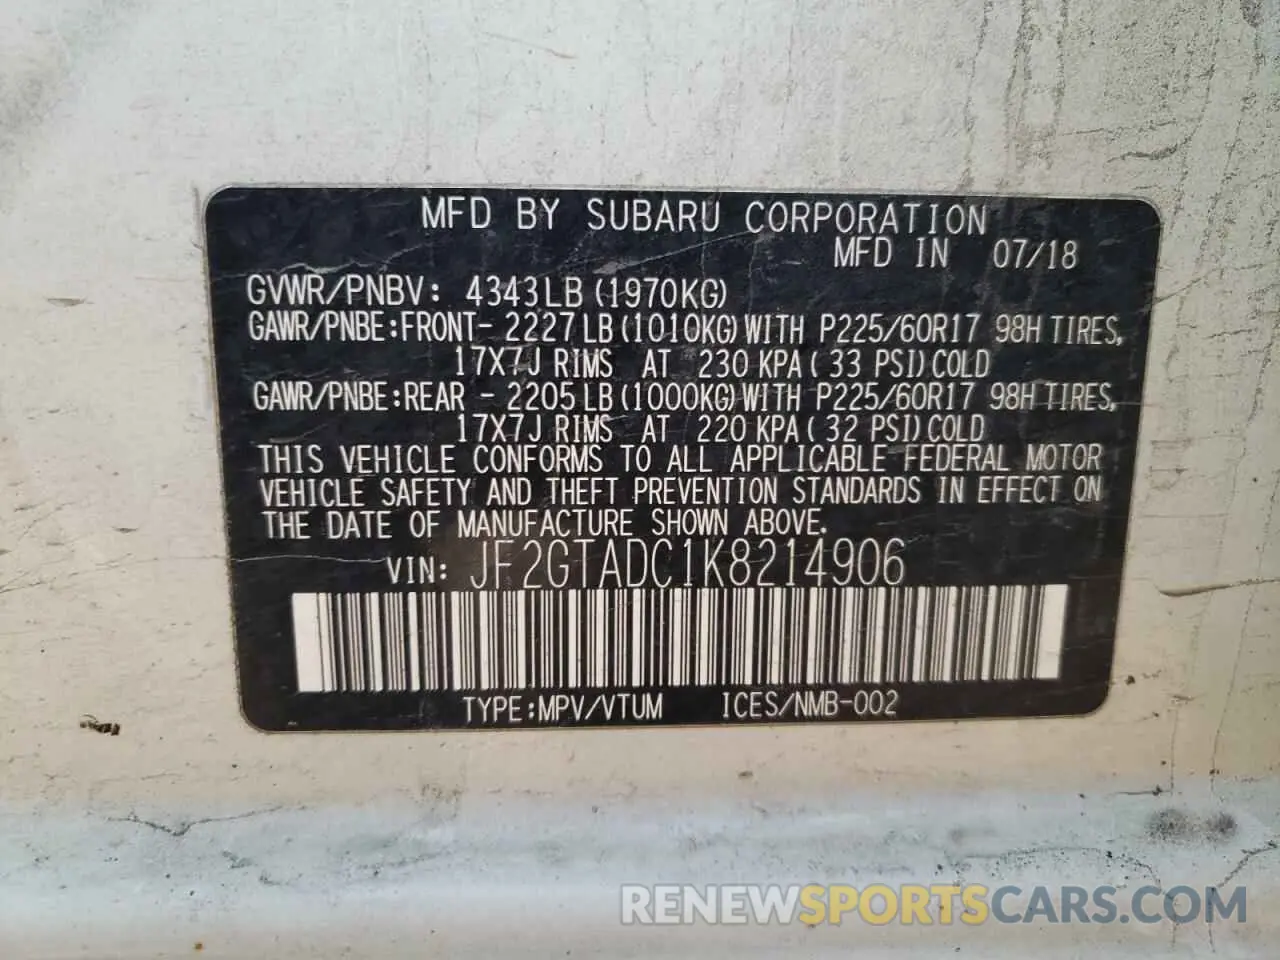 MFD BY SUBARU CORPORATION
MFD IN 07/18
GVWR/PNBV: 4343LB (1970KG)
GAWR/PNBE:FRONT- 2227LB(1010KG)WITH P225/60R17 98H TIRES,
17X7J RIMS AT 230 KPA( 33 PSI)COLD
GAWR/PNBE:REAR - 2205LB(1000KG)WITH P225/60R17 98H TIRES,
17X7J RIMS AT 220 KPA( 32 PSI)COLD
THIS VEHICLE CONFORMS TO ALL APPLICABLE FEDERAL MOTOR
VEHICLE SAFETY AND THEFT PREVENTION STANDARDS IN EFFECT ON
THE DATE OF MANUFACTURE SHOWN ABOVE.
VIN: JF2GTADC1K8214906
TYPE:MPV/VTUM ICES/NMB-002
RENEWSPORTSCARS.COM